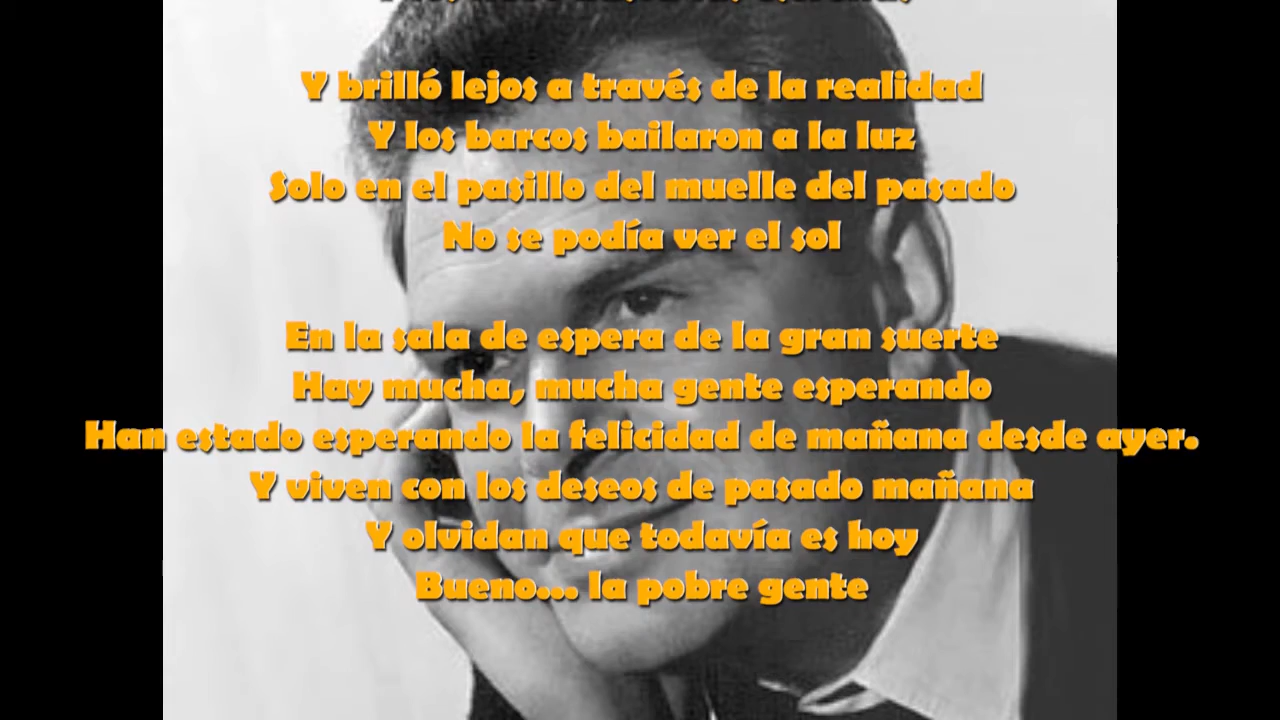 Y brilló lejos a través de la realidad
Y los barcos bailaron a la luz
Solo en el pasillo del muelle del pasado
No se podía ver el sol
En la sala de espera de la gran suerte
Hay mucha, mucha gente esperando
Han estado esperando la felicidad de mañana desde ayer.
Y viven con los deseos de pasado mañana
Y olvidan que todavía es hoy
Bueno... la pobre gente